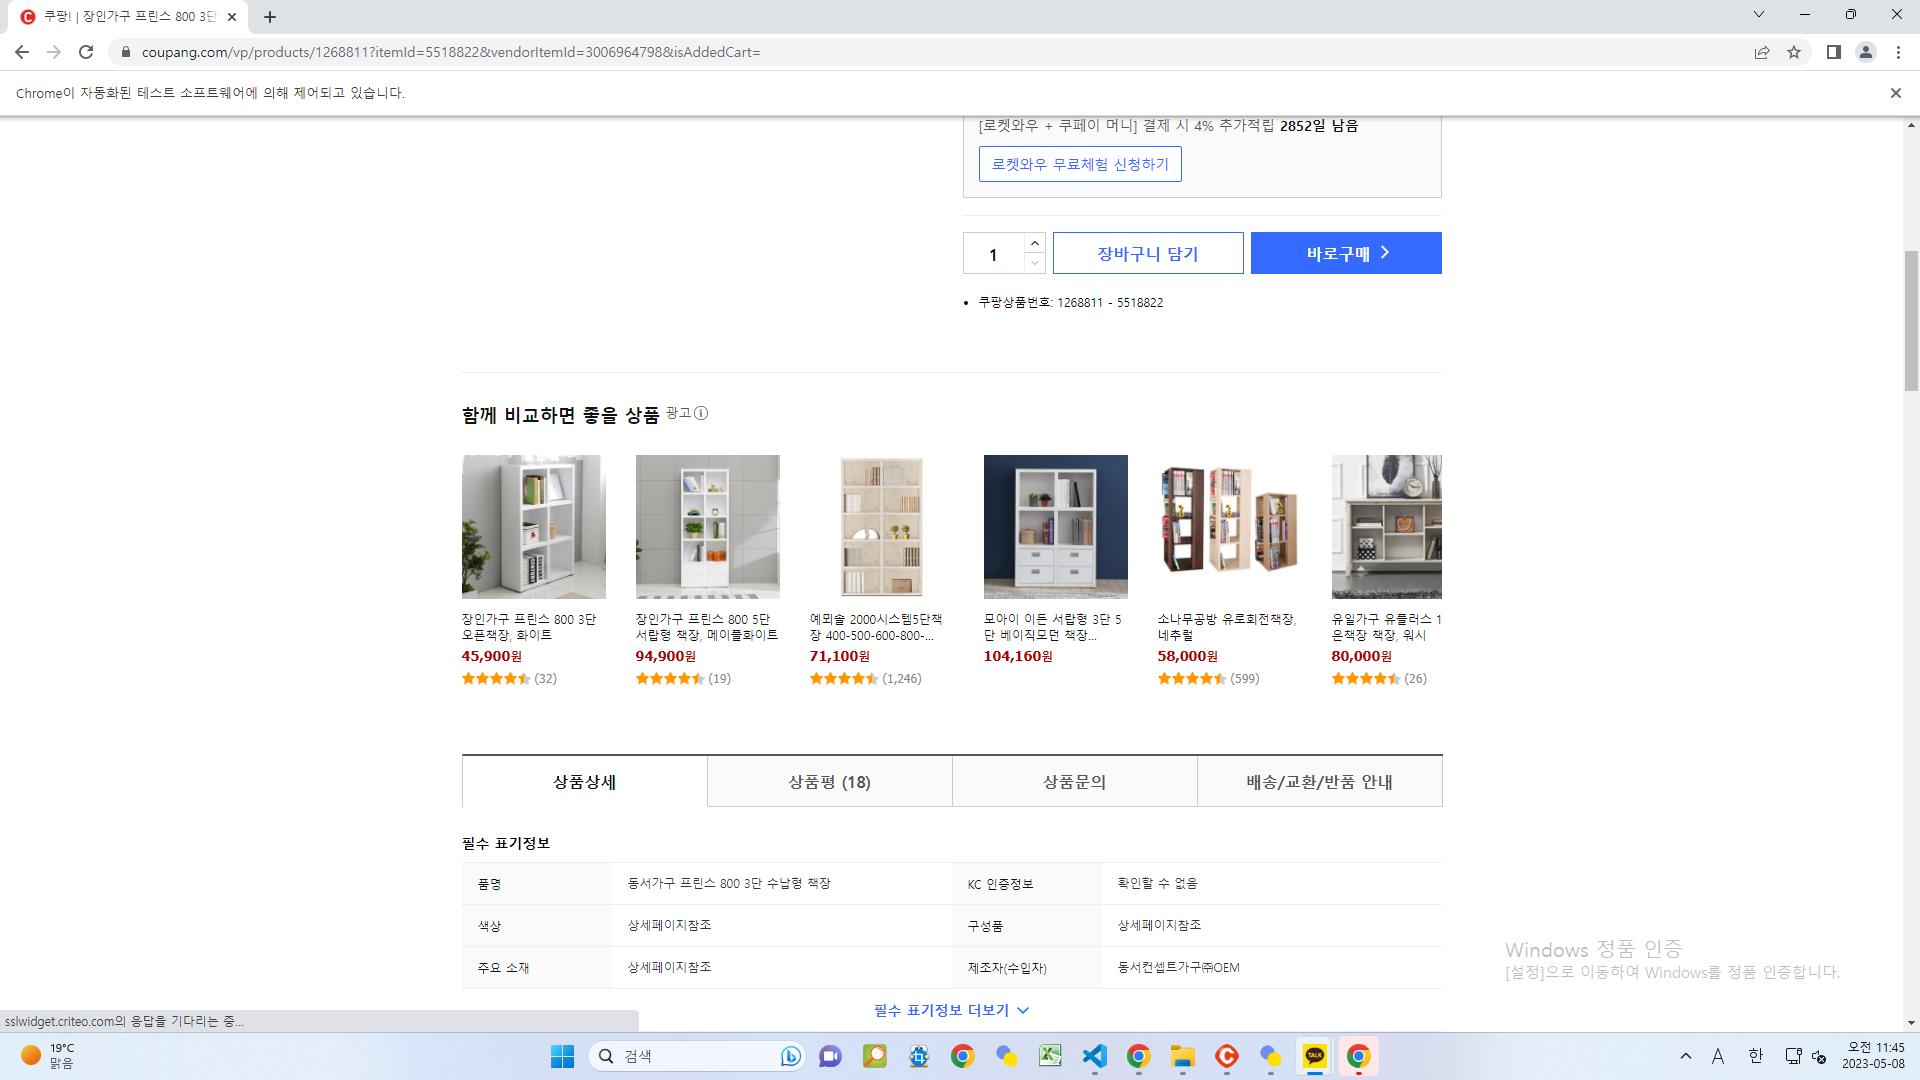 쿠팡! | 장인가구 프린스 800 3단
coupang.com/vp/products/1268811?itemId=5518822&vendorItemId=3006964798&isAddedCart=
Chrome이 자동화된 테스트 소프트웨어에 의해 제어되고 있습니다.
[로켓와우 + 쿠페이 머니] 결제 시 4% 추가적립 2852일 남음
로켓와우 무료체험 신청하기
1
장바구니 담기
바로구매
쿠팡상품번호: 1268811 - 5518822
함께 비교하면 좋을 상품 광고
장인가구 프린스 800 3단
오픈책장, 화이트
45,900원
(32)
장인가구 프린스 800 5단
서랍형 책장, 메이플화이트
94,900원
(19)
예뫼솔 2000시스템5단책
장 400-500-600-800-...
71,100원
(1,246)
모아이 이든 서랍형 3단 5
단 베이직모던 책장...
104,160원
소나무공방 유로회전책장,
네추럴
58,000원
(599)
유일가구 유플러스 1
은책장 책장, 워시
80,000원
(26)
상품상세
상품평 (18)
상품문의
배송/교환/반품 안내
필수 표기정보
품명 동서가구 프린스 800 3단 수납형 책장 KC 인증정보 확인할 수 없음
색상 상세페이지참조 구성품 상세페이지참조
주요 소재 상세페이지참조 제조자(수입자) 동서컨셉트가구㈜OEM
필수 표기정보 더보기
Windows 정품 인증
[설정]으로 이동하여 Windows를 정품 인증합니다.
sslwidget.criteo.com의 응답을 기다리는 중...
19°C
맑음
검색
TALK
A
한
오전 11:45
2023-05-08